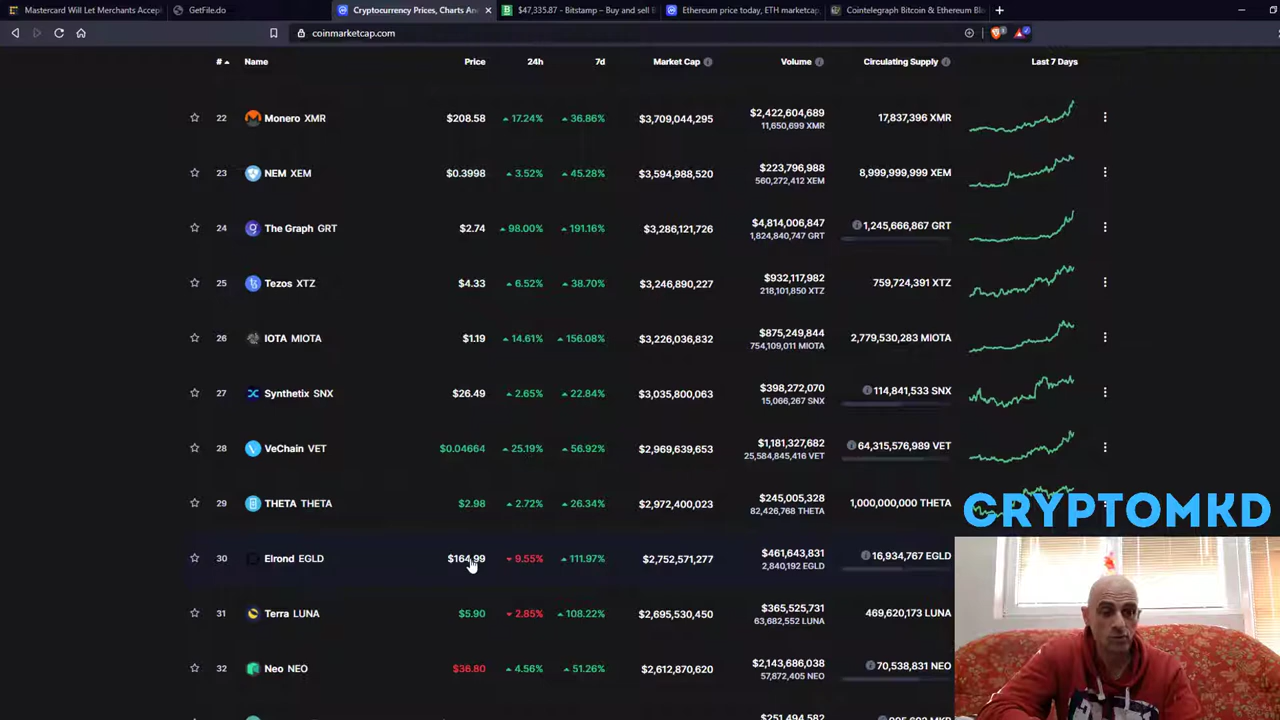 Mastercard Will Let Merchants Accep
GetFile.do
Cryptocurrency Prices, Charts An
$47,335.87 - Bitstamp – Buy and sell B
Ethereum price today, ETH marketcap,
Cointelegraph Bitcoin & Ethereum Blo
coinmarketcap.com
# Name Price 24h 7d Market Cap Volume Circulating Supply Last 7 Days
22 Monero XMR $208.58 17.24% 36.86% $3,709,044,295 $2,422,604,689 17,837,396 XMR
11,650,699 XMR
23 NEM XEM $0.3998 3.52% 45.28% $3,594,988,520 $223,796,988 8,999,999,999 XEM
560,272,412 XEM
24 The Graph GRT $2.74 98.00% 191.16% $3,286,121,726 $4,814,006,847 1,245,666,867 GRT
1,824,840,747 GRT
25 Tezos XTZ $4.33 6.52% 38.70% $3,246,890,227 $932,117,982 759,724,391 XTZ
218,101,850 XTZ
26 IOTA MIOTA $1.19 14.61% 156.08% $3,226,036,832 $875,249,844 2,779,530,283 MIOTA
754,109,011 MIOTA
27 Synthetix SNX $26.49 2.65% 22.84% $3,035,800,063 $398,272,070 114,841,533 SNX
15,066,267 SNX
28 VeChain VET $0.04664 25.19% 56.92% $2,969,639,653 $1,181,327,682 64,315,576,989 VET
25,584,845,416 VET
29 THETA THETA $2.98 2.72% 26.34% $2,972,400,023 $245,005,328 1,000,000,000 THETA
82,426,768 THETA
CRYPTOMKD
30 Elrond EGLD $164.99 9.55% 111.97% $2,752,571,277 $461,643,831 16,934,767 EGLD
2,840,192 EGLD
31 Terra LUNA $5.90 2.85% 108.22% $2,695,530,450 $365,525,731 469,620,173 LUNA
63,682,552 LUNA
32 Neo NEO $36.80 4.56% 51.26% $2,612,870,620 $2,143,686,038 70,538,831 NEO
57,872,405 NEO